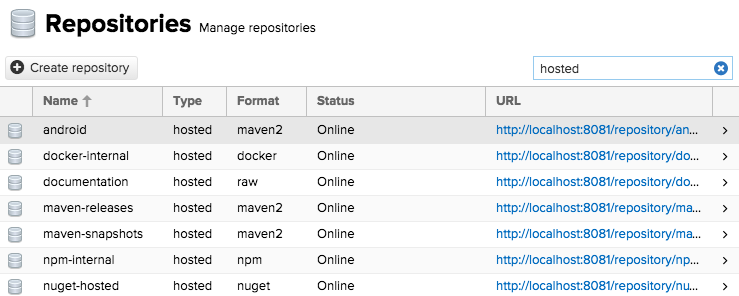 Repositories Manage repositories
Create repository hosted
Name Type Format Status URL
android hosted maven2 Online http://localhost:8081/repository/an...
docker-internal hosted docker Online http://localhost:8081/repository/do...
documentation hosted raw Online http://localhost:8081/repository/do...
maven-releases hosted maven2 Online http://localhost:8081/repository/ma...
maven-snapshots hosted maven2 Online http://localhost:8081/repository/ma...
npm-internal hosted npm Online http://localhost:8081/repository/np...
nuget-hosted hosted nuget Online http://localhost:8081/repository/nu...